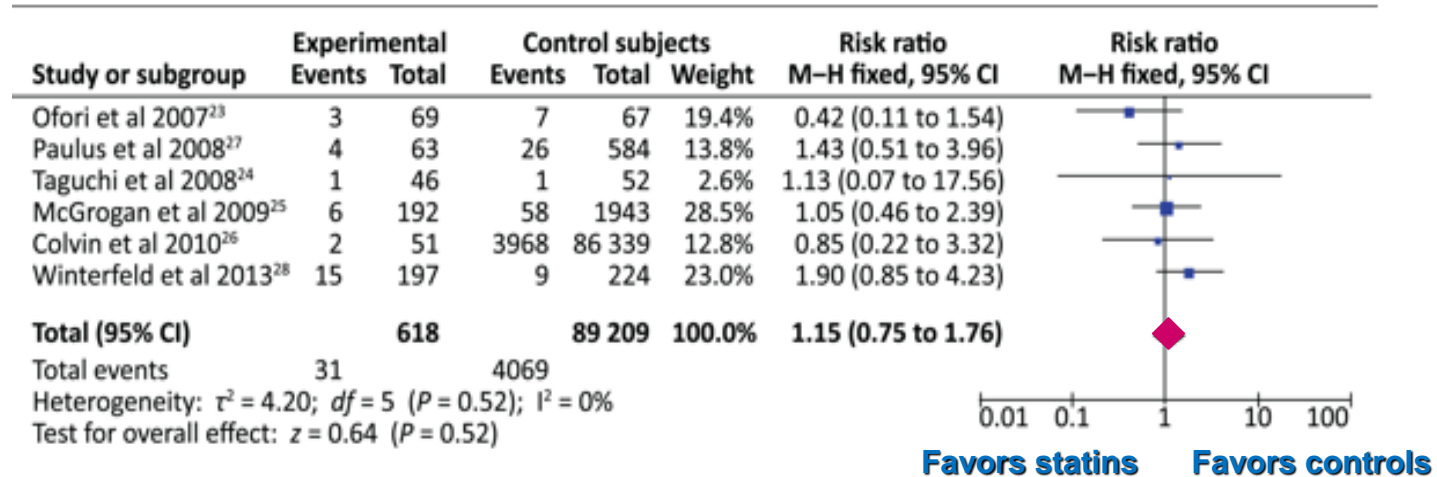 Experimental Control subjects Risk ratio Risk ratio
Study or subgroup Events Total Events Total Weight M–H fixed, 95% CI M–H fixed, 95% CI
Ofori et al 2007²³ 3 69 7 67 19.4% 0.42 (0.11 to 1.54)
Paulus et al 2008²⁷ 4 63 26 584 13.8% 1.43 (0.51 to 3.96)
Taguchi et al 2008²⁴ 1 46 1 52 2.6% 1.13 (0.07 to 17.56)
McGrogan et al 2009²⁵ 6 192 58 1943 28.5% 1.05 (0.46 to 2.39)
Colvin et al 2010²⁶ 2 51 3968 86 339 12.8% 0.85 (0.22 to 3.32)
Winterfeld et al 2013²⁸ 15 197 9 224 23.0% 1.90 (0.85 to 4.23)
Total (95% CI) 618 89 209 100.0% 1.15 (0.75 to 1.76)
Total events 31 4069
Heterogeneity: τ² = 4.20; df = 5 (P = 0.52); I² = 0%
Test for overall effect: z = 0.64 (P = 0.52)
0.01 0.1 1 10 100
Favors statins Favors controls